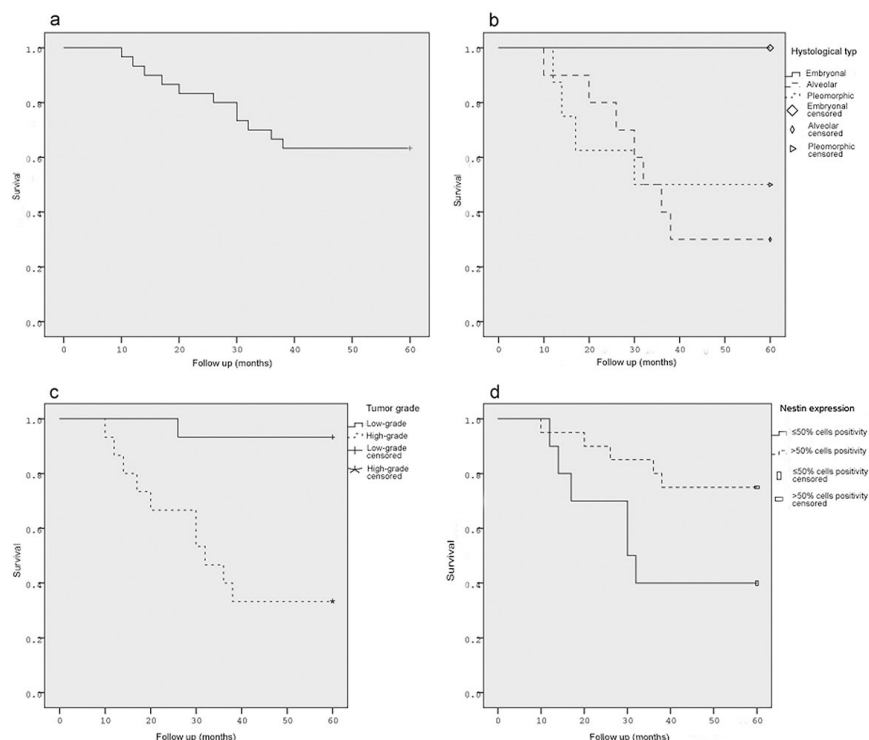 a
1.0
0.8
0.6
0.4
0.2
0.0
Survival
0 10 20 30 40 50 60
Follow up (months)
b
1.0
0.8
0.6
0.4
0.2
0.0
Survival
0 10 20 30 40 50 60
Follow up (months)
Hystological typ
Embryonal
Alveolar
Pleomorphic
Embryonal
censored
Alveolar
censored
Pleomorphic
censored
c
1.0
0.8
0.6
0.4
0.2
0.0
Survival
0 10 20 30 40 50 60
Follow up (months)
Tumor grade
Low-grade
High-grade
Low-grade
censored
High-grade
censored
d
1.0
0.8
0.6
0.4
0.2
0.0
Survival
0 10 20 30 40 50 60
Follow up (months)
Nestin expression
≤50% cells positivity
>50% cells positivity
≤50% cells positivity
censored
>50% cells positivity
censored